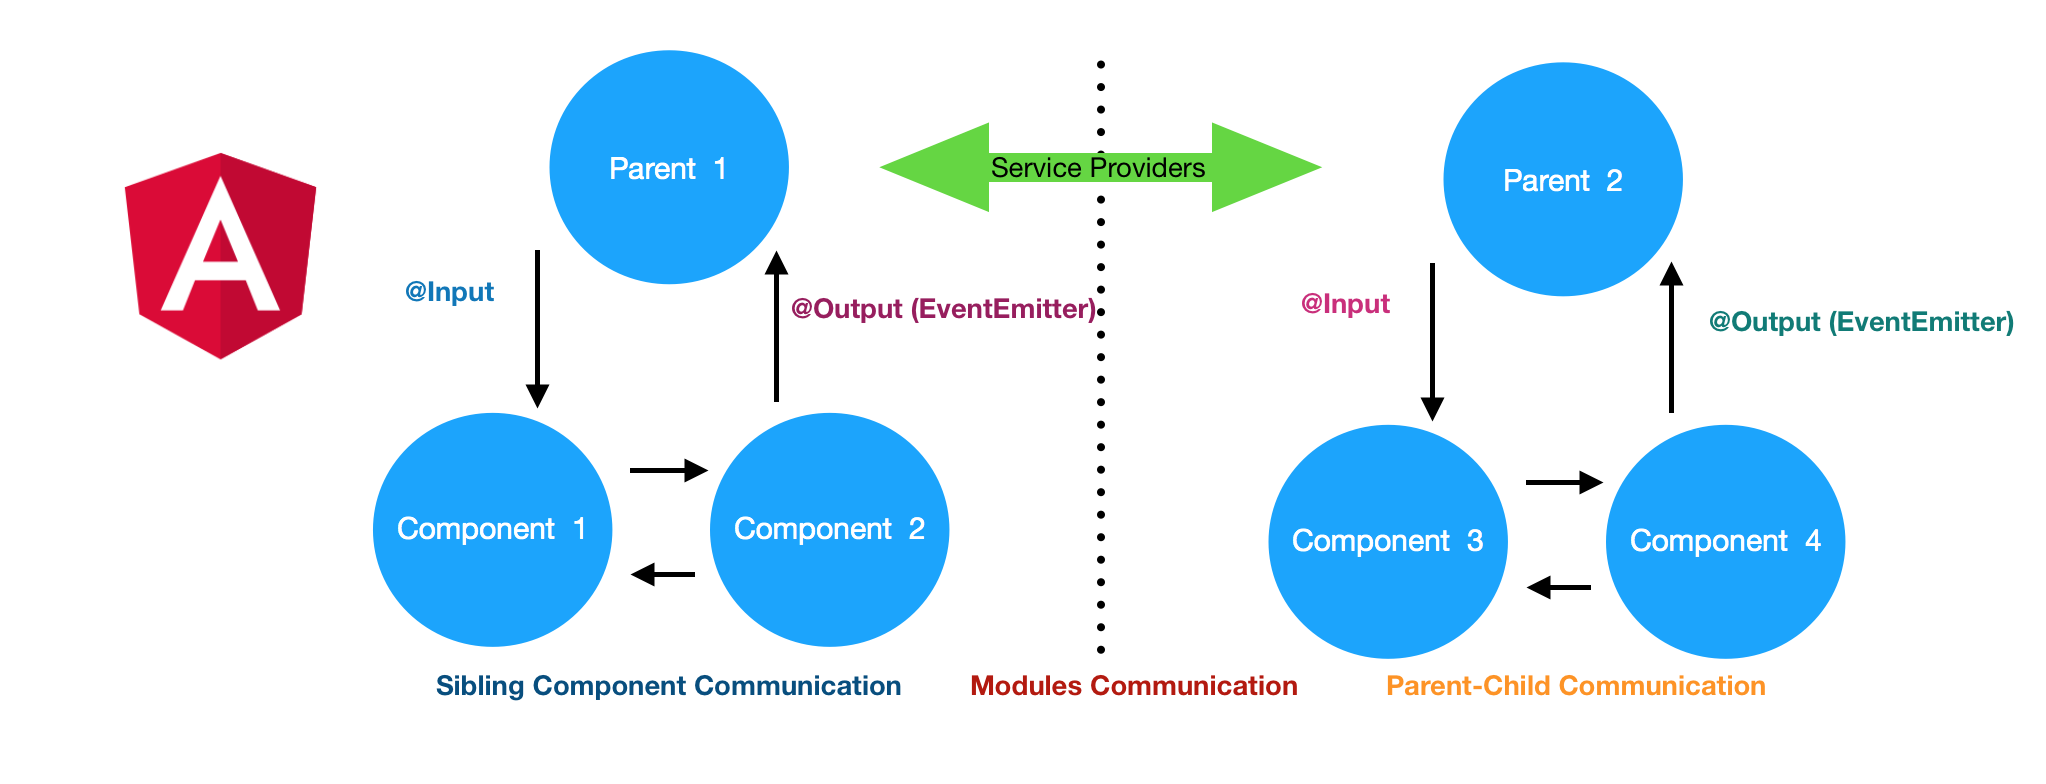 Parent 1
Service Providers
Parent 2
@Input
@Output (EventEmitter)
@Input
@Output (EventEmitter)
Component 1
Component 2
Component 3
Component 4
Sibling Component Communication
Modules Communication
Parent-Child Communication